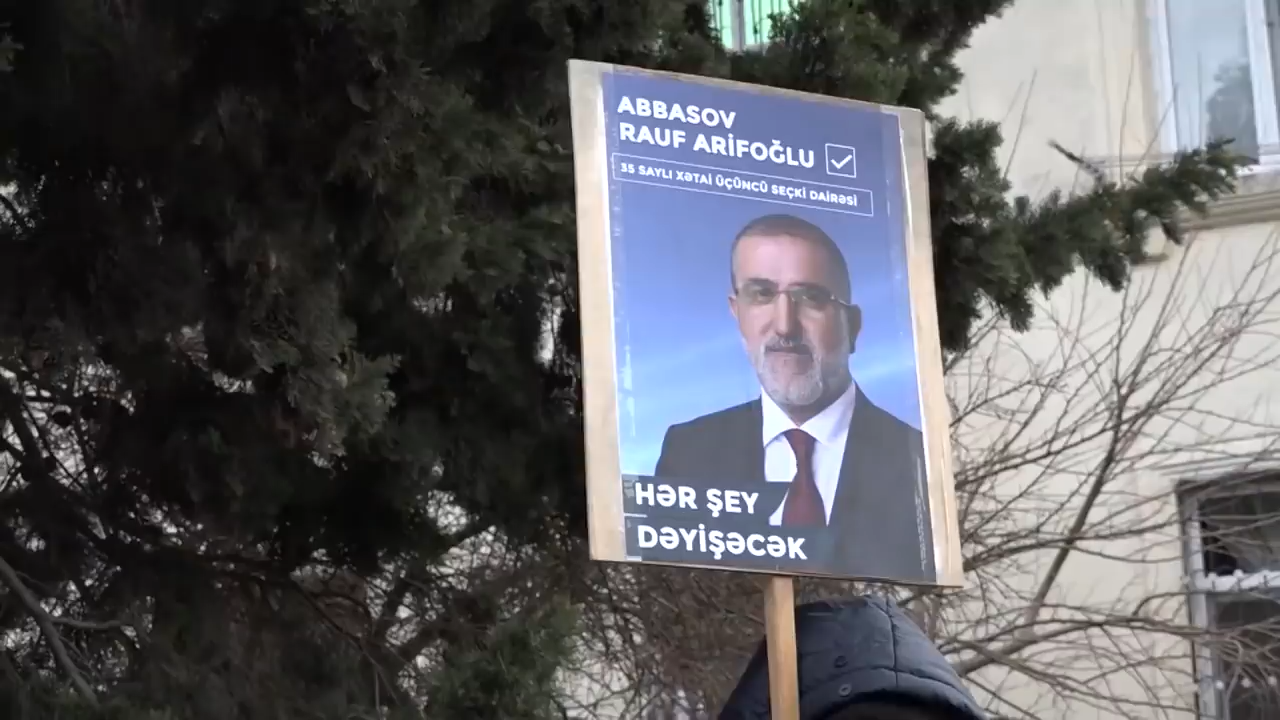 ABBASOV
RAUF ARİFOĞLU
35 SAYLI XƏTAİ ÜÇÜNCÜ SEÇKİ DAİRƏSİ
HƏR ŞEY
DƏYİŞƏCƏK